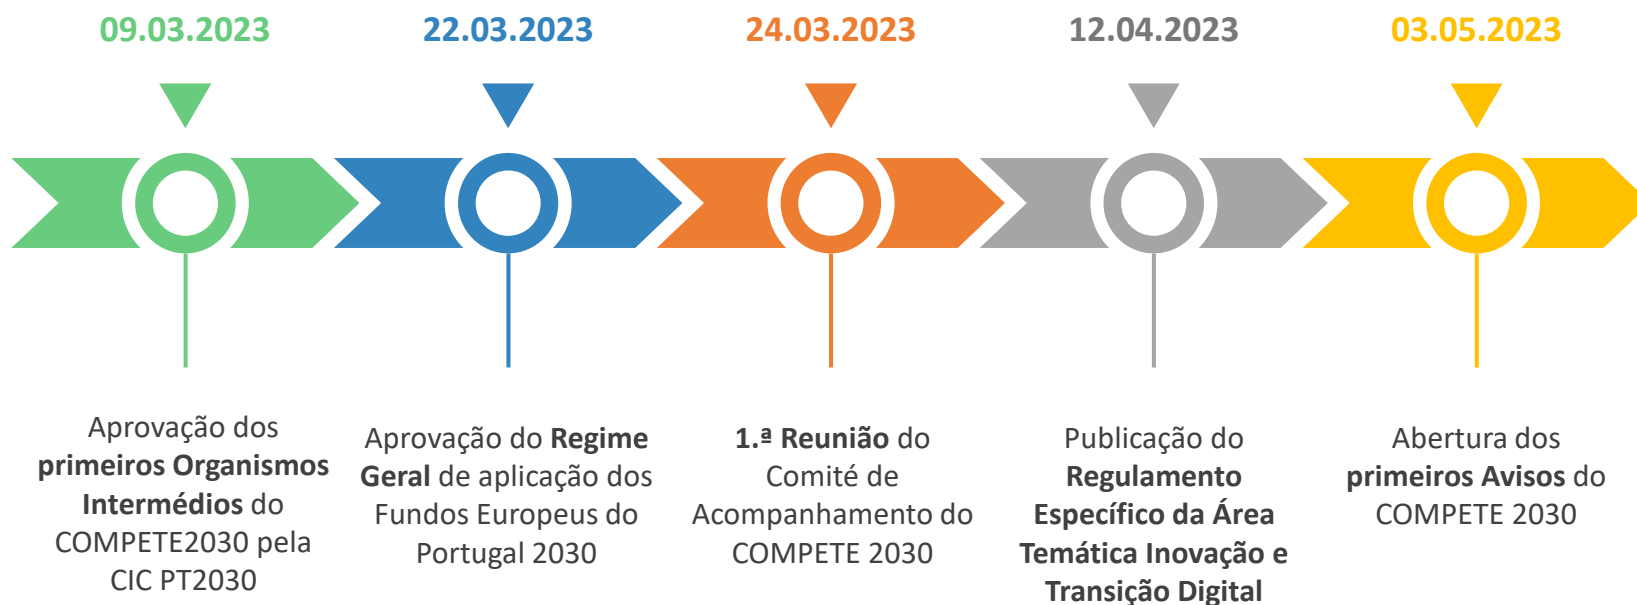 09.03.2023
22.03.2023
24.03.2023
12.04.2023
03.05.2023
Aprovação dos
primeiros Organismos
Intermédios do
COMPETE2030 pela
CIC PT2030
Aprovação do Regime
Geral de aplicação dos
Fundos Europeus do
Portugal 2030
1.ª Reunião do
Comité de
Acompanhamento do
COMPETE 2030
Publicação do
Regulamento
Específico da Área
Temática Inovação e
Transição Digital
Abertura dos
primeiros Avisos do
COMPETE 2030